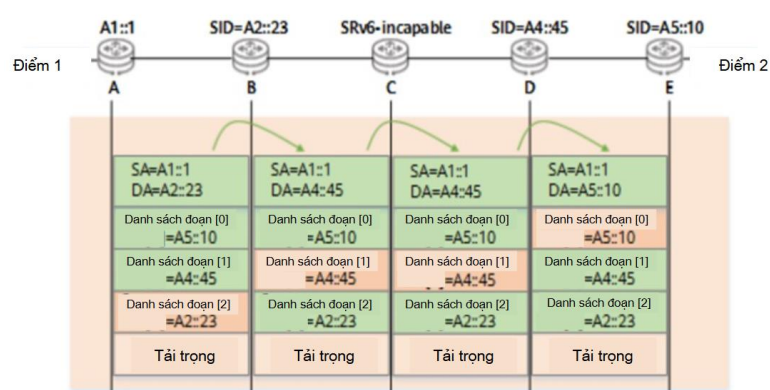 A1::1 SID=A2::23 SRv6-incapable SID=A4::45 SID=A5::10
Điểm 1 Điểm 2
A B C D E
SA=A1::1 SA=A1::1 SA=A1::1 SA=A1::1
DA=A2::23 DA=A4::45 DA=A4::45 DA=A5::10
Danh sách đoạn [0] Danh sách đoạn [0] Danh sách đoạn [0] Danh sách đoạn [0]
=A5::10 =A5::10 =A5::10 =A5::10
Danh sách đoạn [1] Danh sách đoạn [1] Danh sách đoạn [1] Danh sách đoạn [1]
=A4::45 =A4::45 =A4::45 =A4::45
Danh sách đoạn [2] Danh sách đoạn [2] Danh sách đoạn [2] Danh sách đoạn [2]
=A2::23 =A2::23 =A2::23 =A2::23
Tải trọng Tải trọng Tải trọng Tải trọng